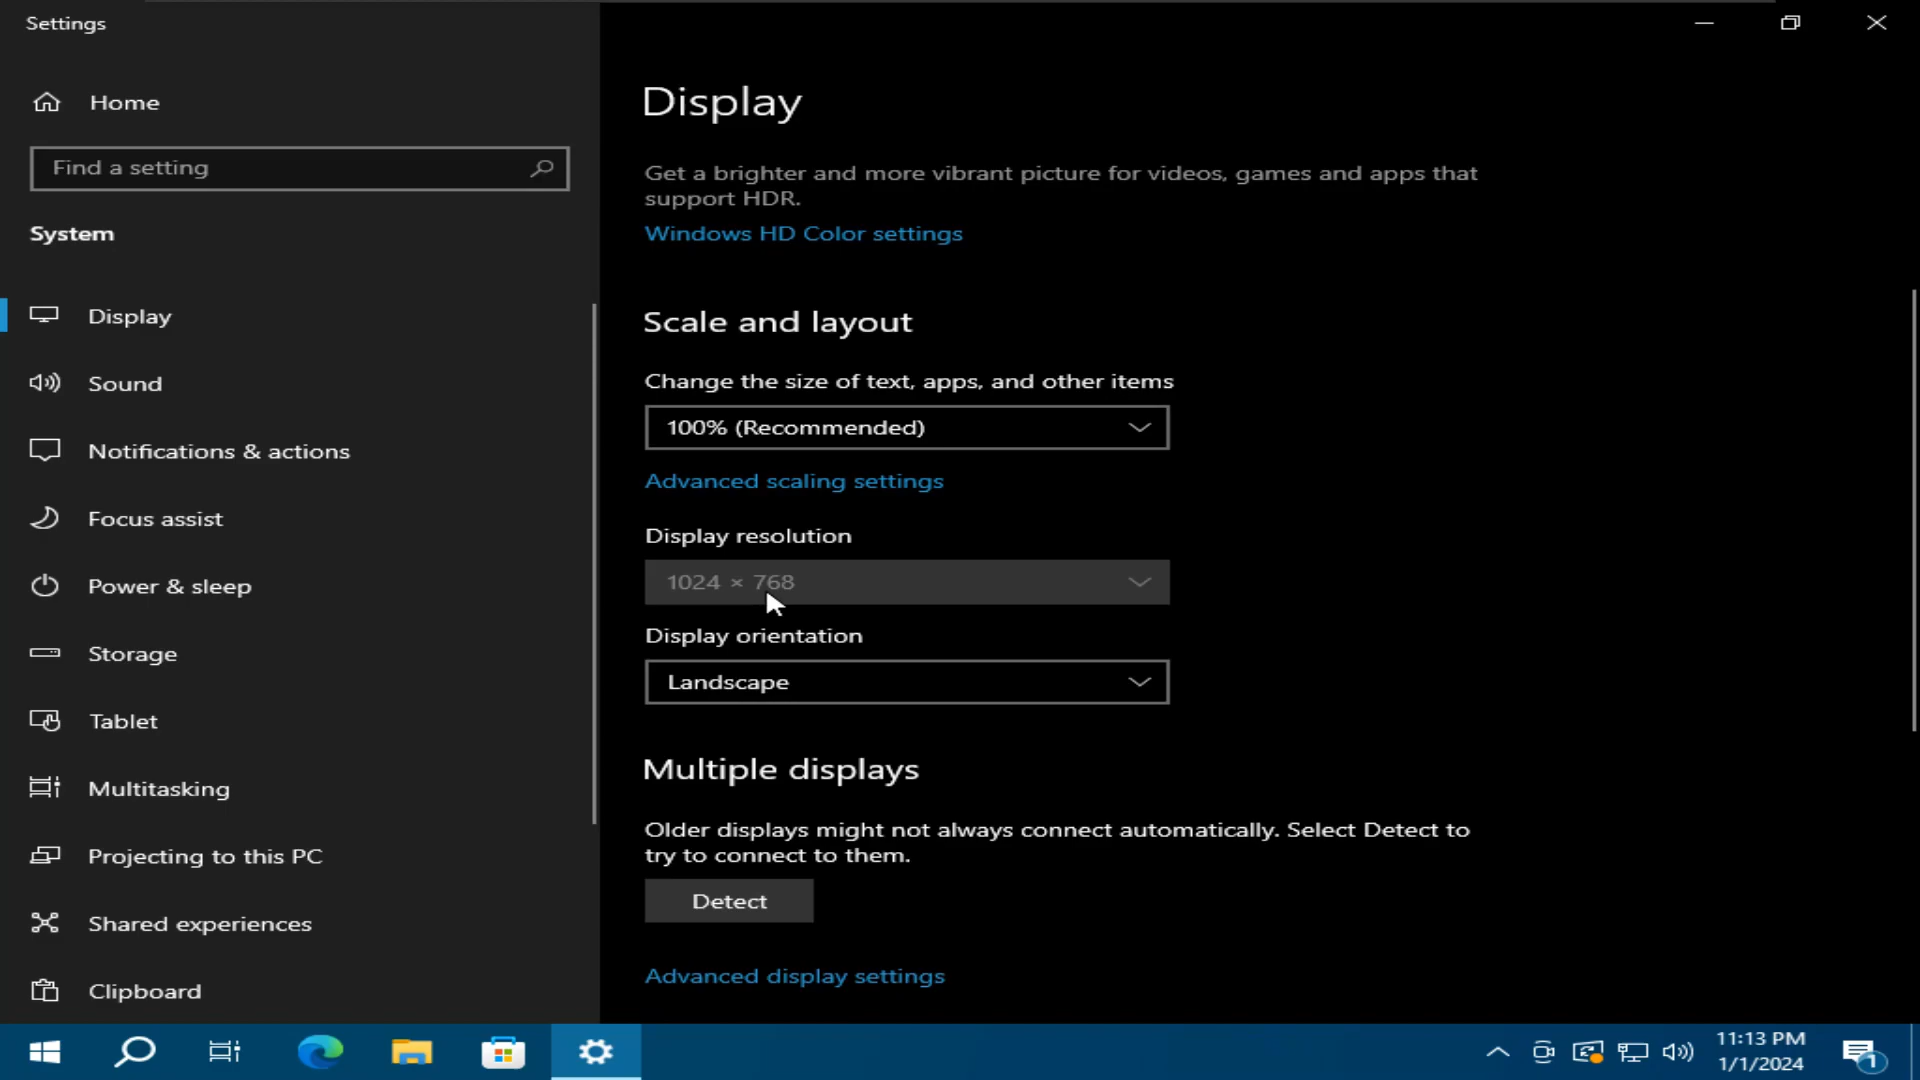 Settings
Home
Find a setting
System
Display
Sound
Notifications & actions
Focus assist
Power & sleep
Storage
Tablet
Multitasking
Projecting to this PC
Shared experiences
Clipboard
Display
Get a brighter and more vibrant picture for videos, games and apps that
support HDR.
Windows HD Color settings
Scale and layout
Change the size of text, apps, and other items
100% (Recommended)
Advanced scaling settings
Display resolution
1024 × 768
Display orientation
Landscape
Multiple displays
Older displays might not always connect automatically. Select Detect to
try to connect to them.
Detect
Advanced display settings
11:13 PM
1/1/2024
1